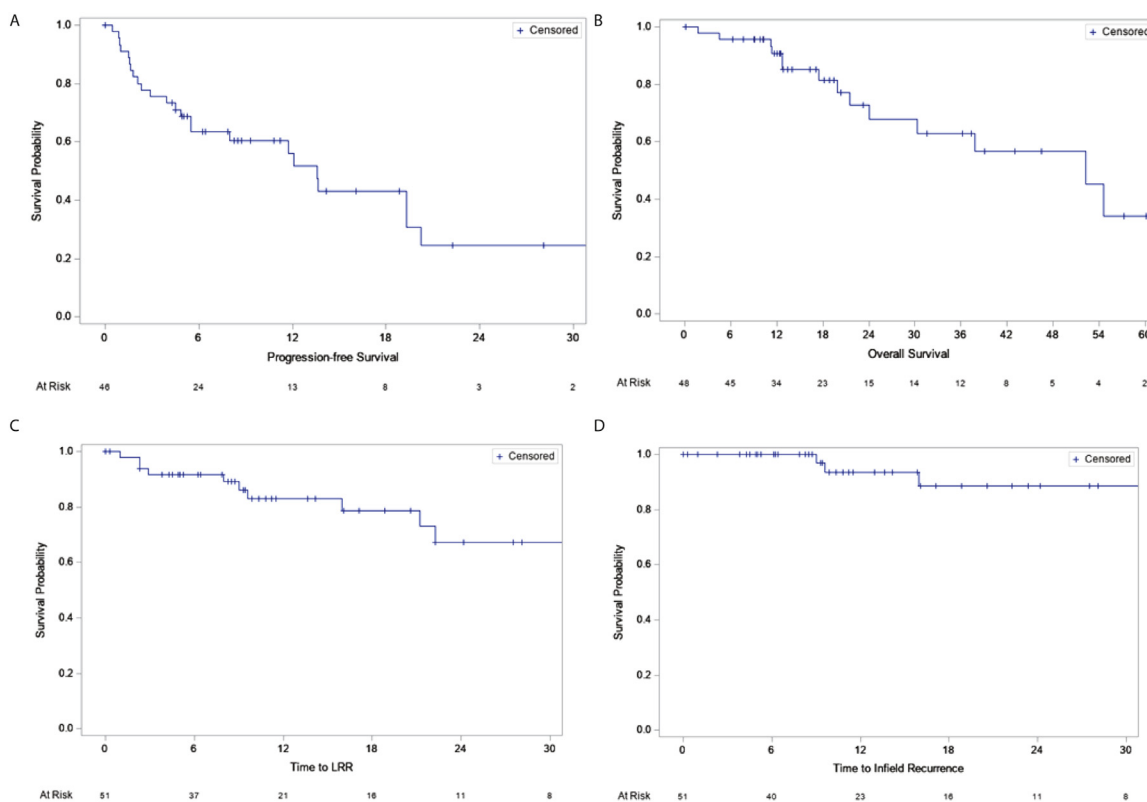 A
+ Censored
1.0
0.8
0.6
0.4
0.2
0.0
Survival Probability
0 6 12 18 24 30
Progression-free Survival
At Risk 46 24 13 8 3 2
B
+ Censored
1.0
0.8
0.6
0.4
0.2
0.0
Survival Probability
0 6 12 18 24 30 36 42 48 54 60
Overall Survival
At Risk 48 45 34 23 15 14 12 8 5 4 2
C
+ Censored
1.0
0.8
0.6
0.4
0.2
0.0
Survival Probability
0 6 12 18 24 30
Time to LRR
At Risk 51 37 21 16 11 8
D
+ Censored
1.0
0.8
0.6
0.4
0.2
0.0
Survival Probability
0 6 12 18 24 30
Time to Infield Recurrence
At Risk 51 40 23 16 11 8